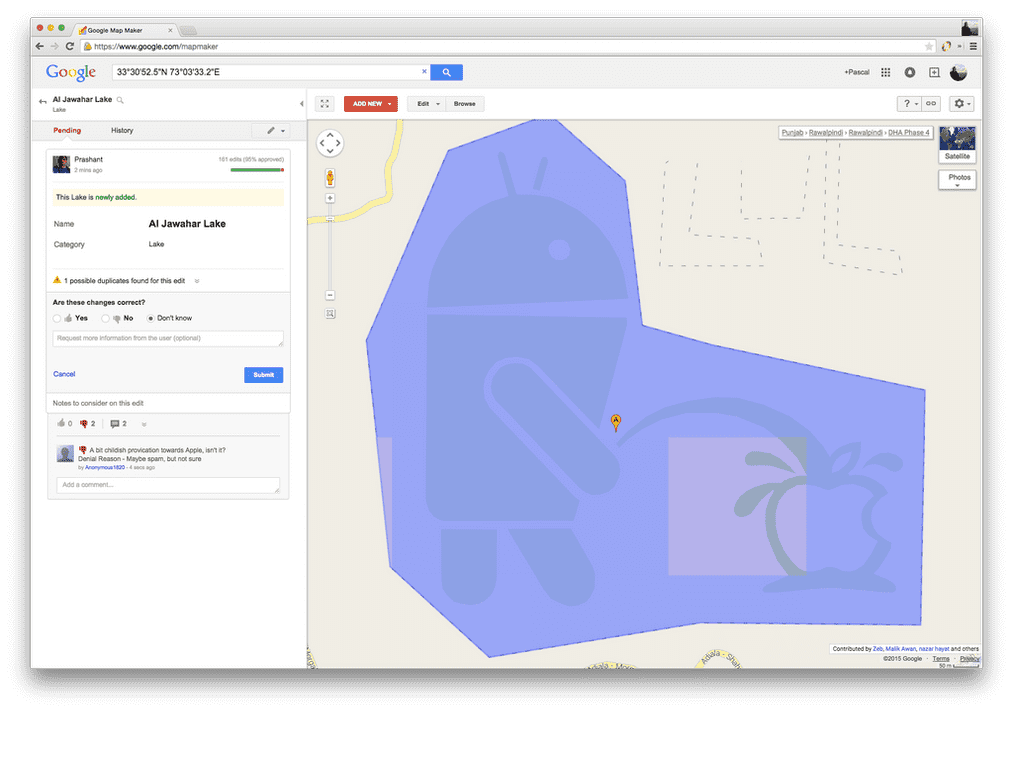 Google Map Maker
https://www.google.com/mapmaker
Google
33°30'52.5"N 73°03'33.2"E
+Pascal
Al Jawahar Lake
Lake
ADD NEW
Edit
Browse
?
Pending
History
Punjab › Rawalpindi › Rawalpindi › DHA Phase 4
Satellite
Photos
Prashant
161 edits (95% approved)
2 mins ago
This Lake is newly added.
Name Al Jawahar Lake
Category Lake
1 possible duplicates found for this edit
Are these changes correct?
Yes No Don't know
Request more information from the user (optional)
Cancel
Submit
Notes to consider on this edit
0 2 2
A bit childish provication towards Apple, isn't it?
Denial Reason - Maybe spam, but not sure
by Anonymous1820 - 4 secs ago
Add a comment...
A
Contributed by Zeb, Malik Awan, nazar hayat and others
©2015 Google - Terms - Privacy
50 m